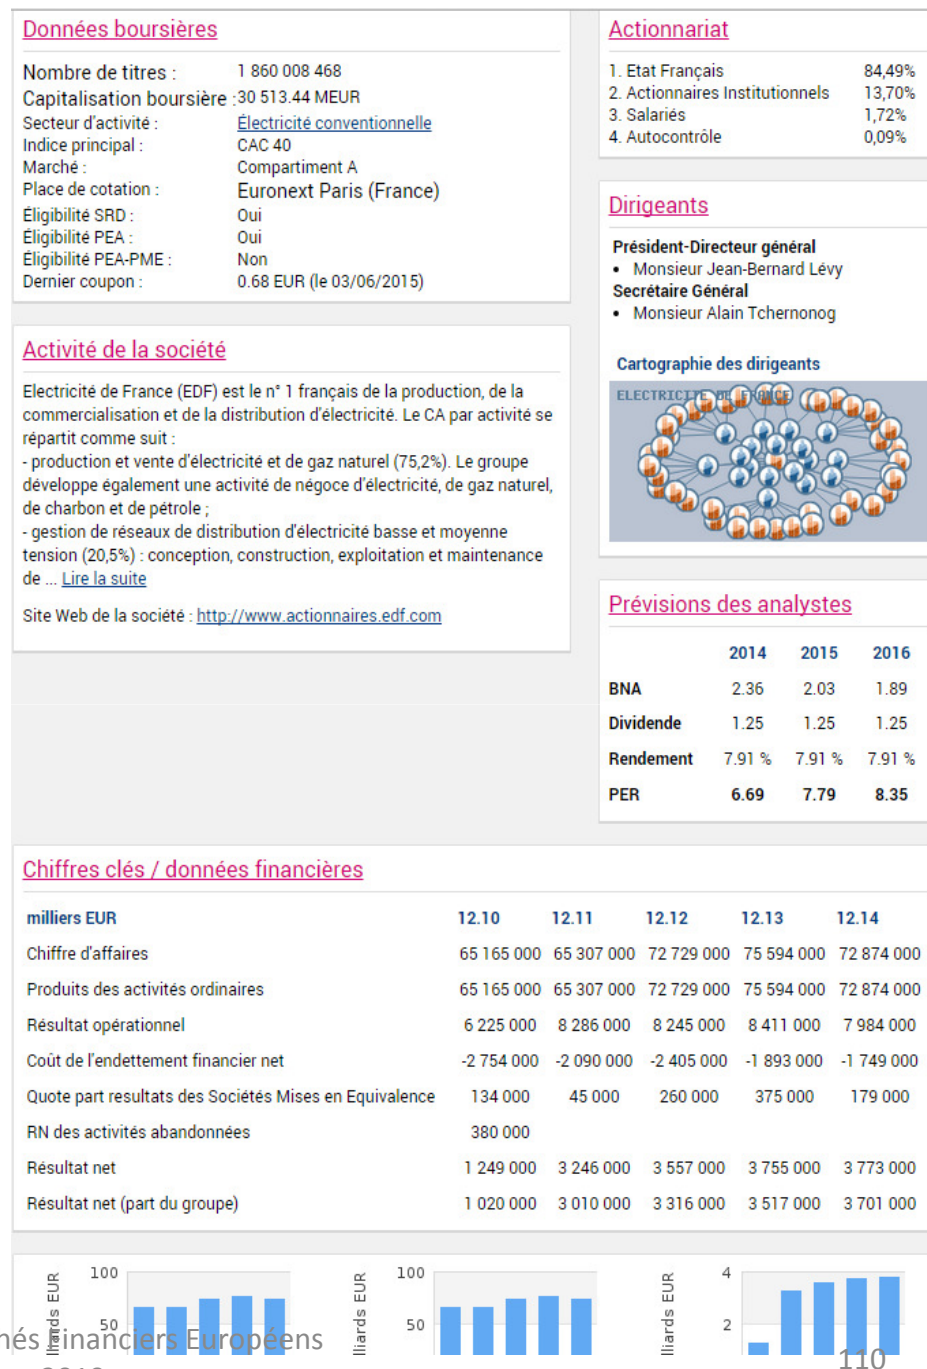 Données boursières
Nombre de titres : 1 860 008 468
Capitalisation boursière : 30 513.44 MEUR
Secteur d'activité : Électricité conventionnelle
Indice principal : CAC 40
Marché : Compartiment A
Place de cotation : Euronext Paris (France)
Éligibilité SRD : Oui
Éligibilité PEA : Oui
Éligibilité PEA-PME : Non
Dernier coupon : 0.68 EUR (le 03/06/2015)
Activité de la société
Electricité de France (EDF) est le n° 1 français de la production, de la
commercialisation et de la distribution d'électricité. Le CA par activité se
répartit comme suit :
- production et vente d'électricité et de gaz naturel (75,2%). Le groupe
développe également une activité de négoce d'électricité, de gaz naturel,
de charbon et de pétrole ;
- gestion de réseaux de distribution d'électricité basse et moyenne
tension (20,5%) : conception, construction, exploitation et maintenance
de ... Lire la suite
Site Web de la société : http://www.actionnaires.edf.com
Actionnariat
1. Etat Français 84,49%
2. Actionnaires Institutionnels 13,70%
3. Salariés 1,72%
4. Autocontrôle 0,09%
Dirigeants
Président-Directeur général
• Monsieur Jean-Bernard Lévy
Secrétaire Général
• Monsieur Alain Tchernonog
Cartographie des dirigeants
ELECTRICITE DE FRANCE
Prévisions des analystes
2014 2015 2016
BNA 2.36 2.03 1.89
Dividende 1.25 1.25 1.25
Rendement 7.91 % 7.91 % 7.91 %
PER 6.69 7.79 8.35
Chiffres clés / données financières
milliers EUR 12.10 12.11 12.12 12.13 12.14
Chiffre d'affaires 65 165 000 65 307 000 72 729 000 75 594 000 72 874 000
Produits des activités ordinaires 65 165 000 65 307 000 72 729 000 75 594 000 72 874 000
Résultat opérationnel 6 225 000 8 286 000 8 245 000 8 411 000 7 984 000
Coût de l'endettement financier net -2 754 000 -2 090 000 -2 405 000 -1 893 000 -1 749 000
Quote part resultats des Sociétés Mises en Equivalence 134 000 45 000 260 000 375 000 179 000
RN des activités abandonnées 380 000
Résultat net 1 249 000 3 246 000 3 557 000 3 755 000 3 773 000
Résultat net (part du groupe) 1 020 000 3 010 000 3 316 000 3 517 000 3 701 000
100 100 4
50 50 2
lliards EUR lliards EUR
nés Financiers Européens
110